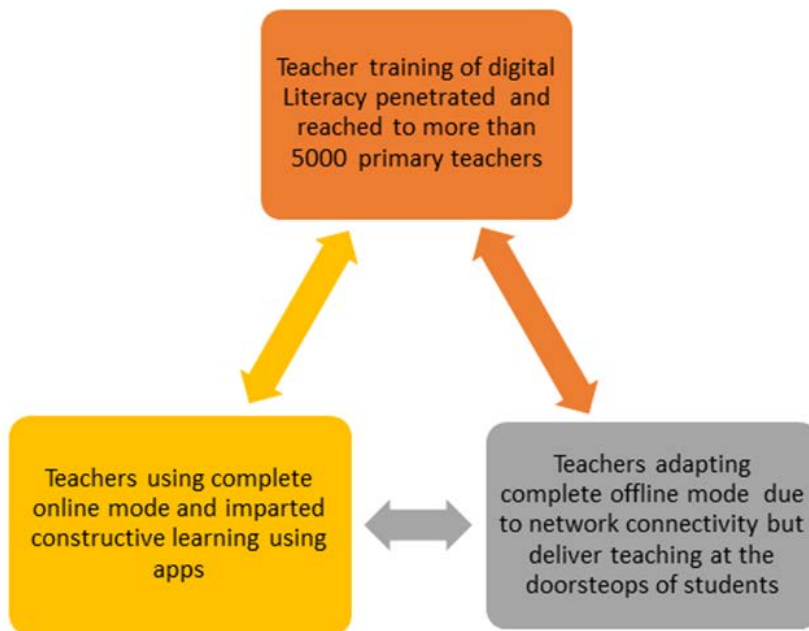 Teacher training of digital
Literacy penetrated and
reached to more than
5000 primary teachers
Teachers using complete
online mode and imparted
constructive learning using
apps
Teachers adapting
complete offline mode due
to network connectivity but
deliver teaching at the
doorsteops of students